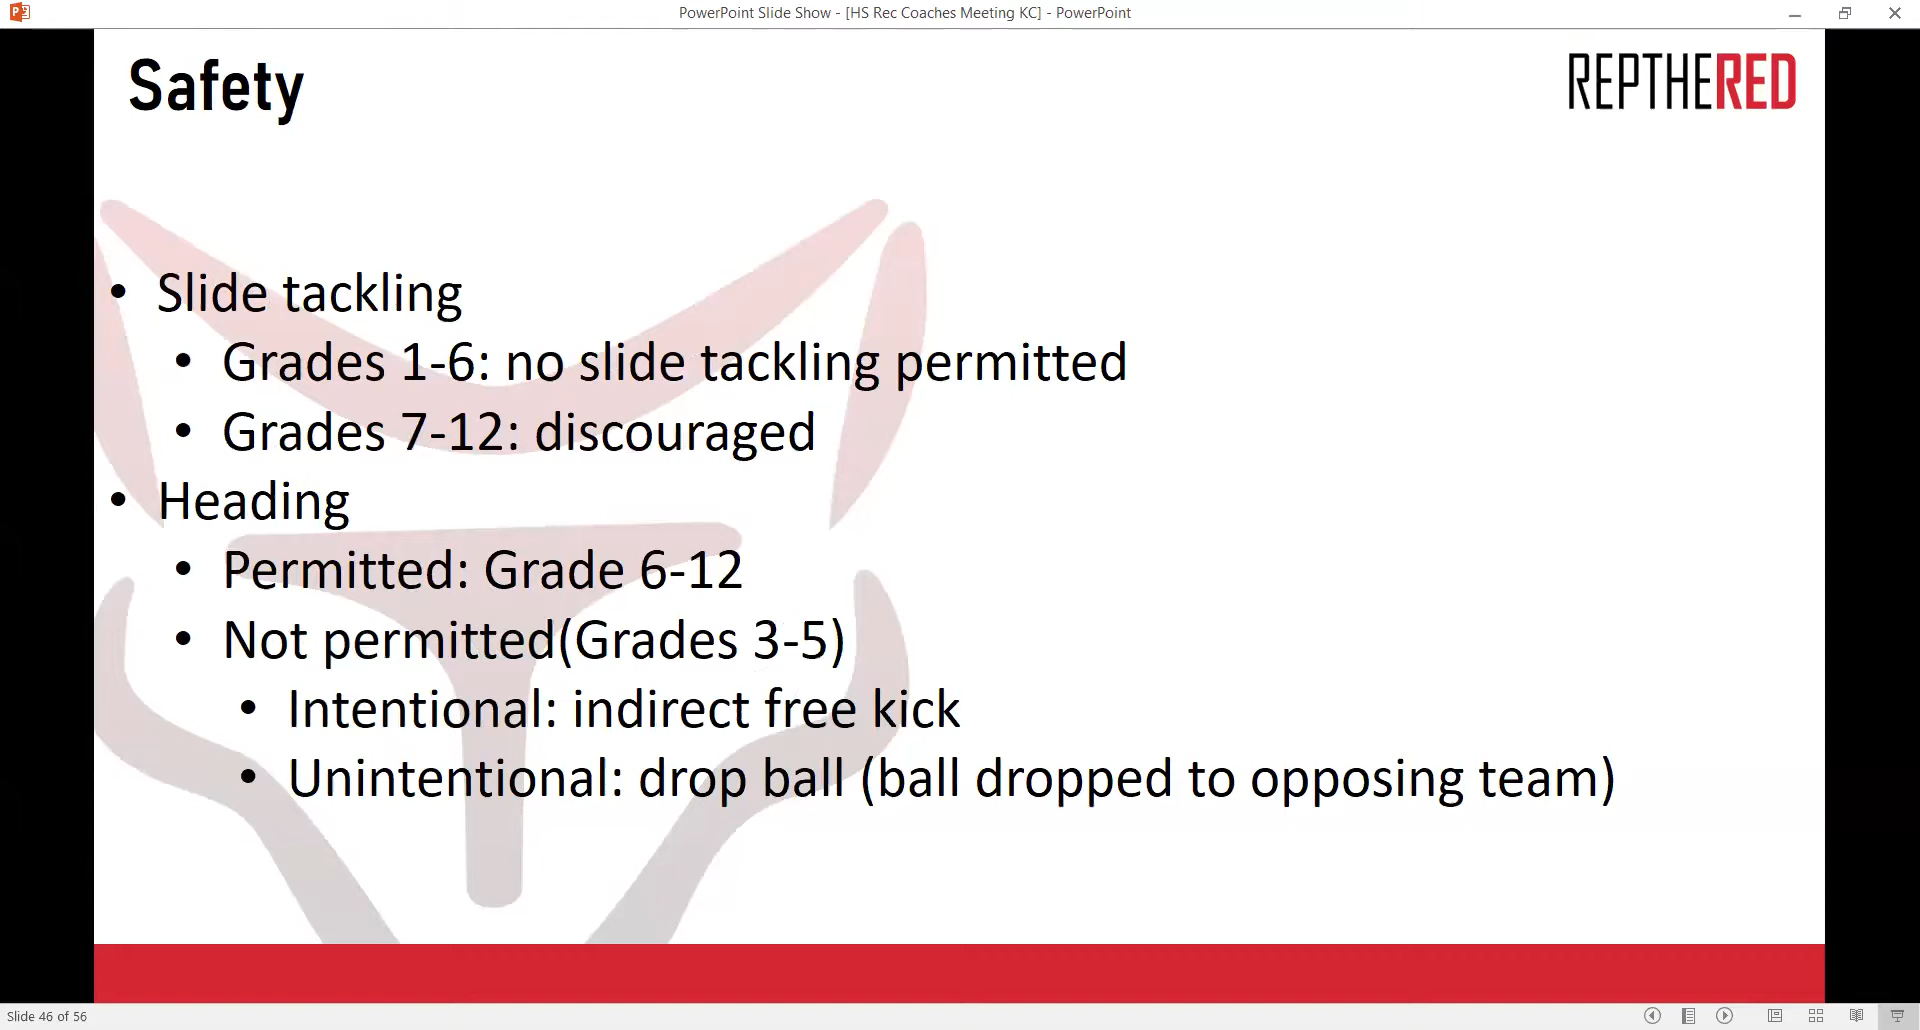 PowerPoint Slide Show - [HS Rec Coaches Meeting KC] - PowerPoint
Safety
REPTHERED
• Slide tackling
• Grades 1-6: no slide tackling permitted
• Grades 7-12: discouraged
• Heading
• Permitted: Grade 6-12
• Not permitted(Grades 3-5)
• Intentional: indirect free kick
• Unintentional: drop ball (ball dropped to opposing team)
Slide 46 of 56